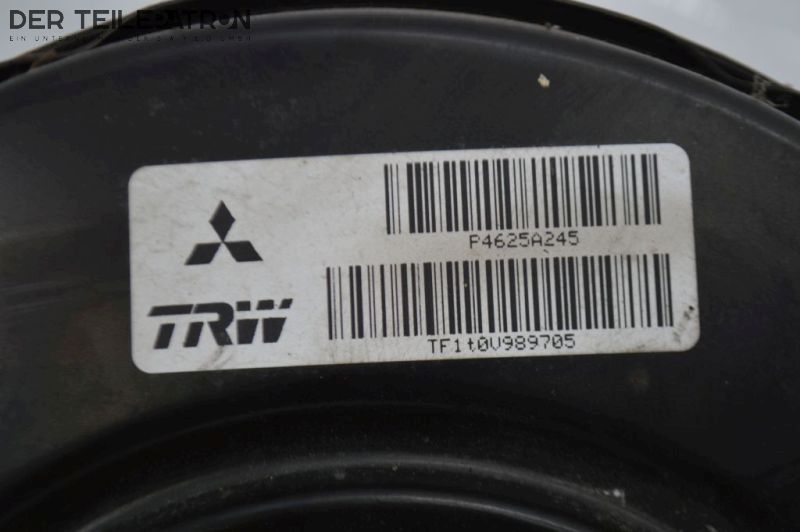 DER TEILEPATRON
P4625A245
TRW
TF1t0V989705